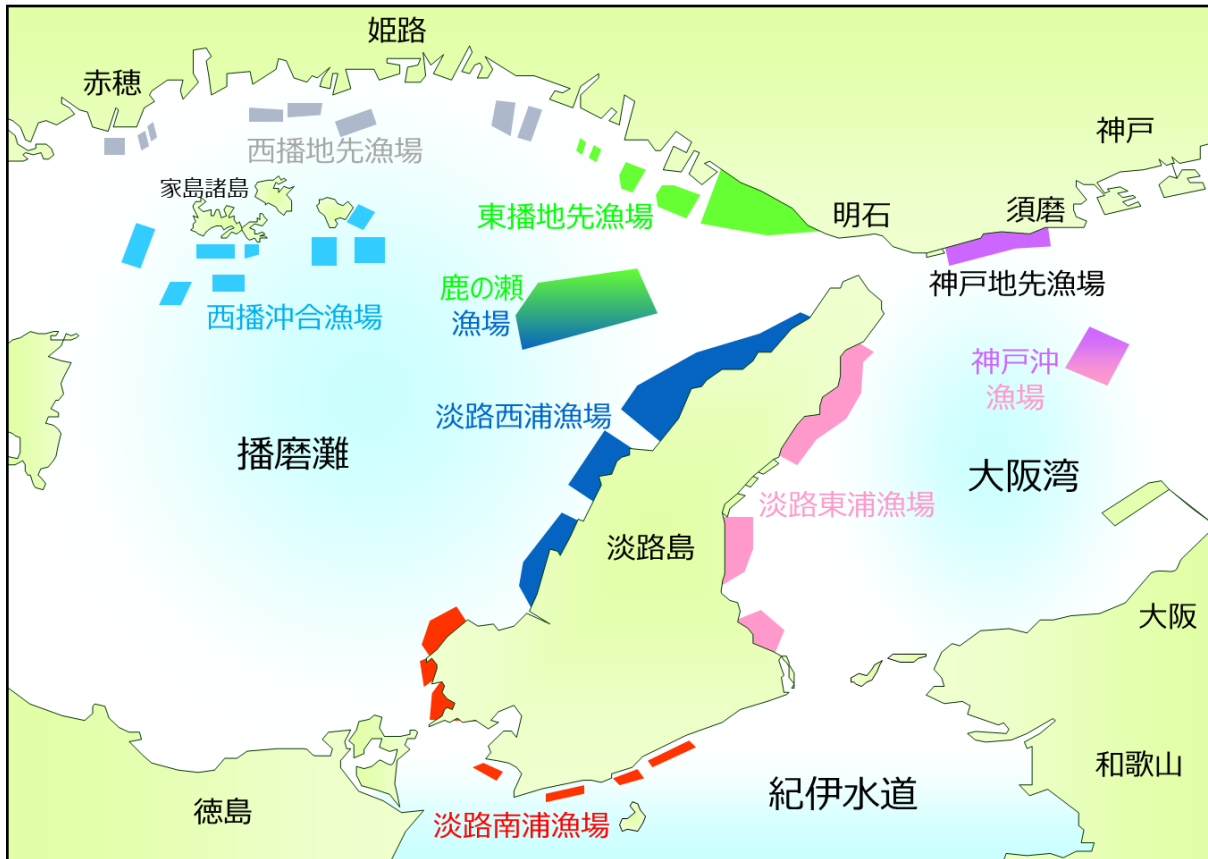 姫路
赤穂
神戸
西播地先漁場
家島諸島
東播地先漁場
明石
須磨
神戸地先漁場
鹿の瀬
漁場
西播沖合漁場
神戸沖
漁場
淡路西浦漁場
播磨灘
大阪湾
淡路東浦漁場
淡路島
大阪
和歌山
紀伊水道
徳島
淡路南浦漁場